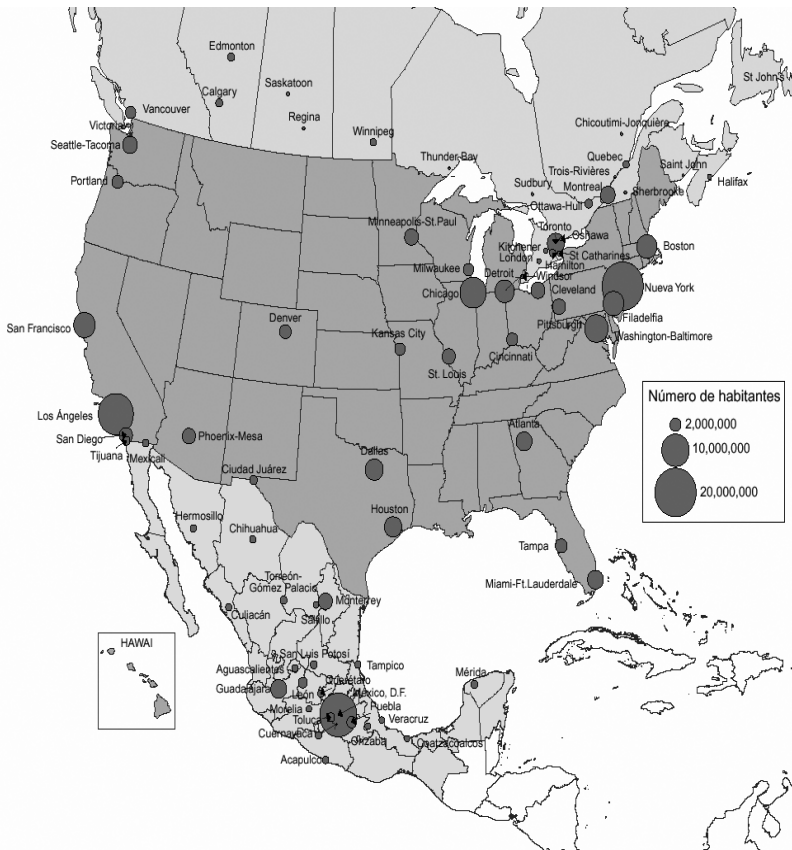 Edmonton
Saskatoon
Calgary
St John's
Vancouver
Victoria
Regina
Winnipeg
Chicoutimi-Jonquière
Seattle-Tacoma
Thunder Bay
Quebec
Saint John
Trois-Rivières
Portland
Sudbury
Montreal
Sherbrooke
Halifax
Ottawa-Hull
Minneapolis-St.Paul
Toronto
Oshawa
Kitchener
Boston
London
St Catharines
Hamilton
Milwaukee
Detroit
Windsor
Chicago
Cleveland
Nueva York
Denver
San Francisco
Kansas City
Pittsburgh
Filadelfia
Washington-Baltimore
Cincinnati
St. Louis
Número de habitantes
2,000,000
10,000,000
20,000,000
Los Ángeles
Atlanta
San Diego
Phoenix-Mesa
Tijuana
Mexicali
Dallas
Ciudad Juárez
Houston
Hermosillo
Chihuahua
Tampa
Torreón-
Gómez Palacio
Miami-Ft.Lauderdale
Culiacán
Monterrey
Saltillo
HAWAI
San Luis Potosí
Aguascalientes
Tampico
Mérida
Querétaro
Guadalajara
León
México, D.F.
Morelia
Puebla
Toluca
Veracruz
Cuernavaca
Orizaba
Coatzacoalcos
Acapulco